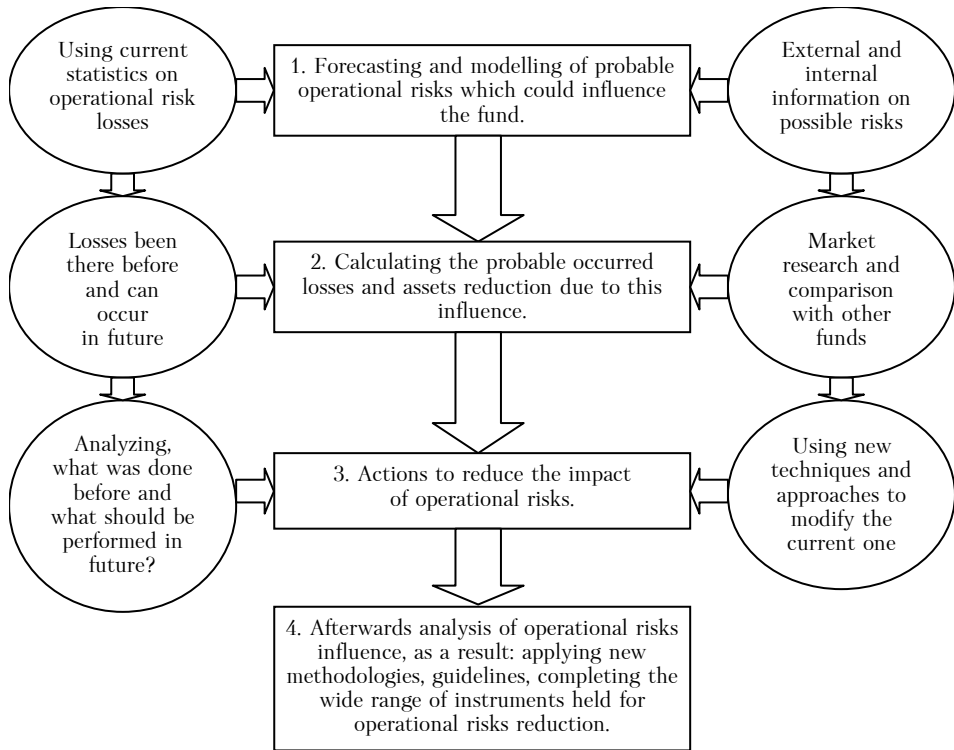 Using current
statistics on
operational risk
losses
1. Forecasting and modelling of probable
operational risks which could influence
the fund.
External and
internal
information on
possible risks
Losses been
there before
and can
occur
in future
2. Calculating the probable occurred
losses and assets reduction due to this
influence.
Market
research and
comparison
with other
funds
Analyzing,
what was done
before and
what should be
performed in
future?
3. Actions to reduce the impact
of operational risks.
Using new
techniques and
approaches to
modify the
current one
4. Afterwards analysis of operational risks
influence, as a result: applying new
methodologies, guidelines, completing the
wide range of instruments held for
operational risks reduction.